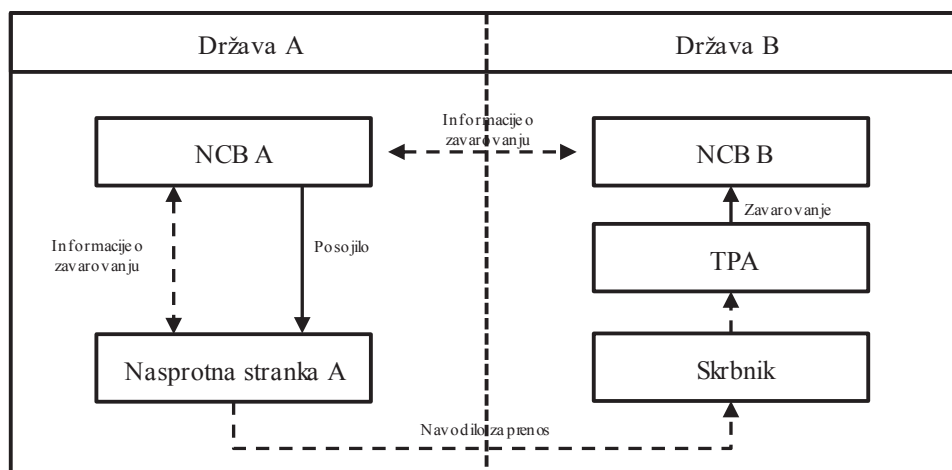 Država A
Država B
Informacije o
zavarovanju
NCB A
NCB B
Zavarovanje
Informacije o
zavarovanju
Posojilo
TPA
Nasprotna stranka A
Skrbnik
Navodilo za prenos